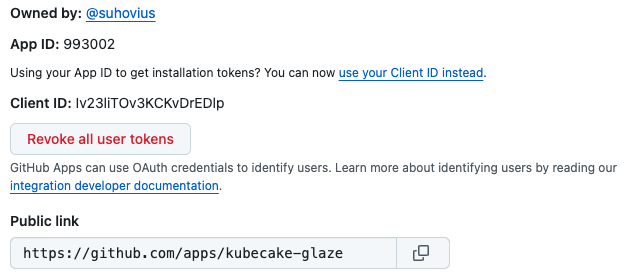 Owned by: @suhovius
App ID: 993002
Using your App ID to get installation tokens? You can now use your Client ID instead.
Client ID: Iv23liTOv3KCKvDrEDlp
Revoke all user tokens
GitHub Apps can use OAuth credentials to identify users. Learn more about identifying users by reading our
integration developer documentation.
Public link
https://github.com/apps/kubecake-glaze